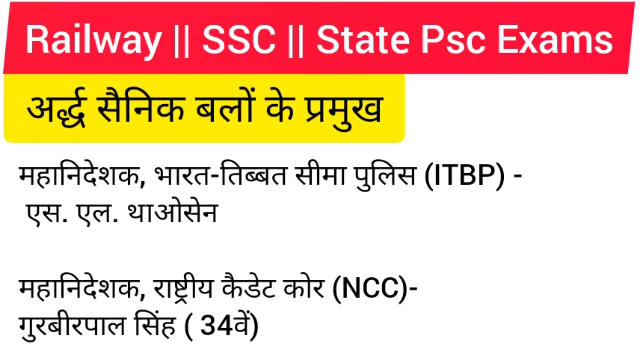 Railway || SSC || State Psc Exams
अर्द्ध सैनिक बलों के प्रमुख
महानिदेशक, भारत-तिब्बत सीमा पुलिस (ITBP) -
एस. एल. थाओसेन
महानिदेशक, राष्ट्रीय कैडेट कोर (NCC)-
गुरबीरपाल सिंह ( 34वें)